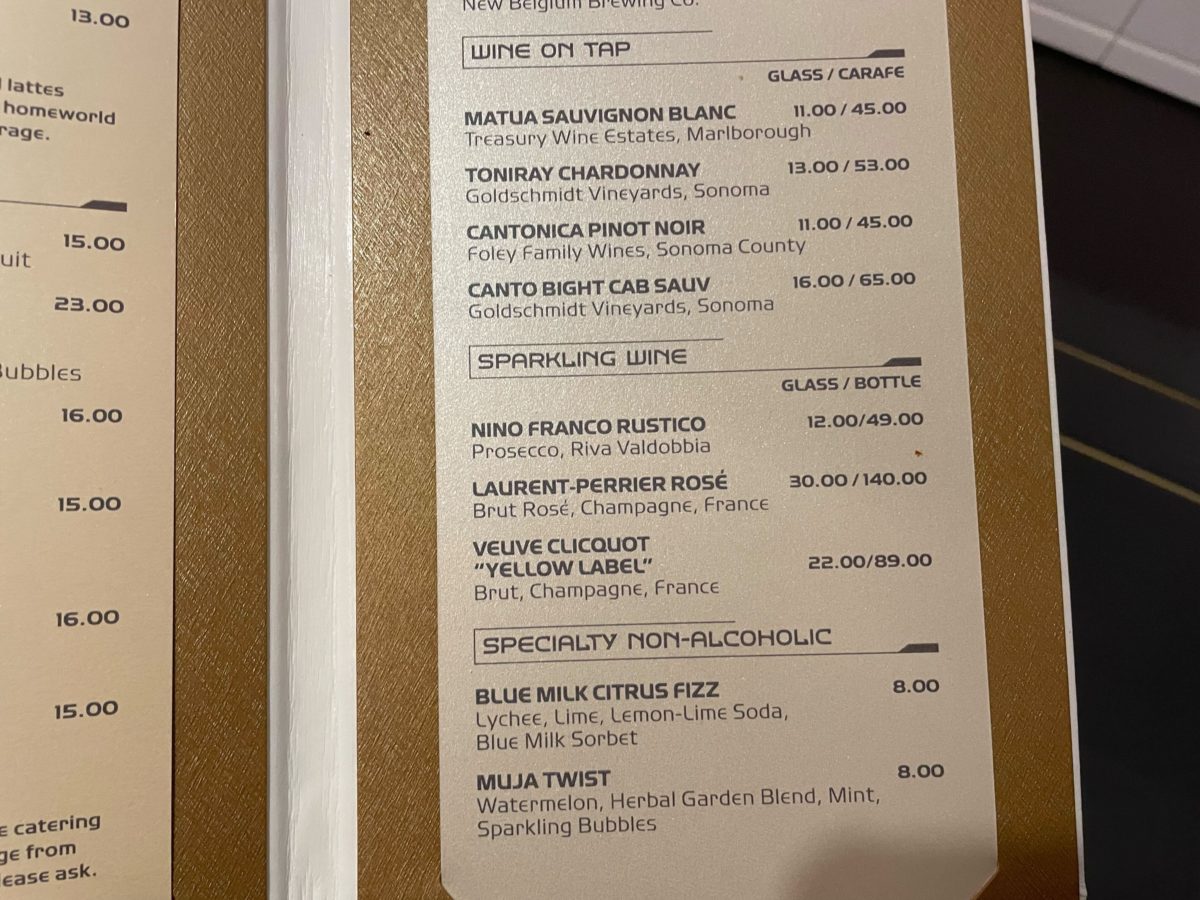 13.00
lattes
homeworld
rage.
15.00
uit
23.00
Bubbles
16.00
15.00
16.00
15.00
e catering
ge from
lease ask.
New Belgium Brewing Co.
WINE ON TAP
GLASS / CARAFE
MATUA SAUVIGNON BLANC 11.00 / 45.00
Treasury Wine Estates, Marlborough
TONIRAY CHARDONNAY 13.00 / 53.00
Goldschmidt Vineyards, Sonoma
CANTONICA PINOT NOIR 11.00 / 45.00
Foley Family Wines, Sonoma County
CANTO BIGHT CAB SAUV 16.00 / 65.00
Goldschmidt Vineyards, Sonoma
SPARKLING WINE
GLASS / BOTTLE
NINO FRANCO RUSTICO 12.00/49.00
Prosecco, Riva Valdobbia
LAURENT-PERRIER ROSÉ 30.00 / 140.00
Brut Rosé, Champagne, France
VEUVE CLICQUOT
"YELLOW LABEL" 22.00/89.00
Brut, Champagne, France
SPECIALTY NON-ALCOHOLIC
BLUE MILK CITRUS FIZZ 8.00
Lychee, Lime, Lemon-Lime Soda,
Blue Milk Sorbet
MUJA TWIST 8.00
Watermelon, Herbal Garden Blend, Mint,
Sparkling Bubbles